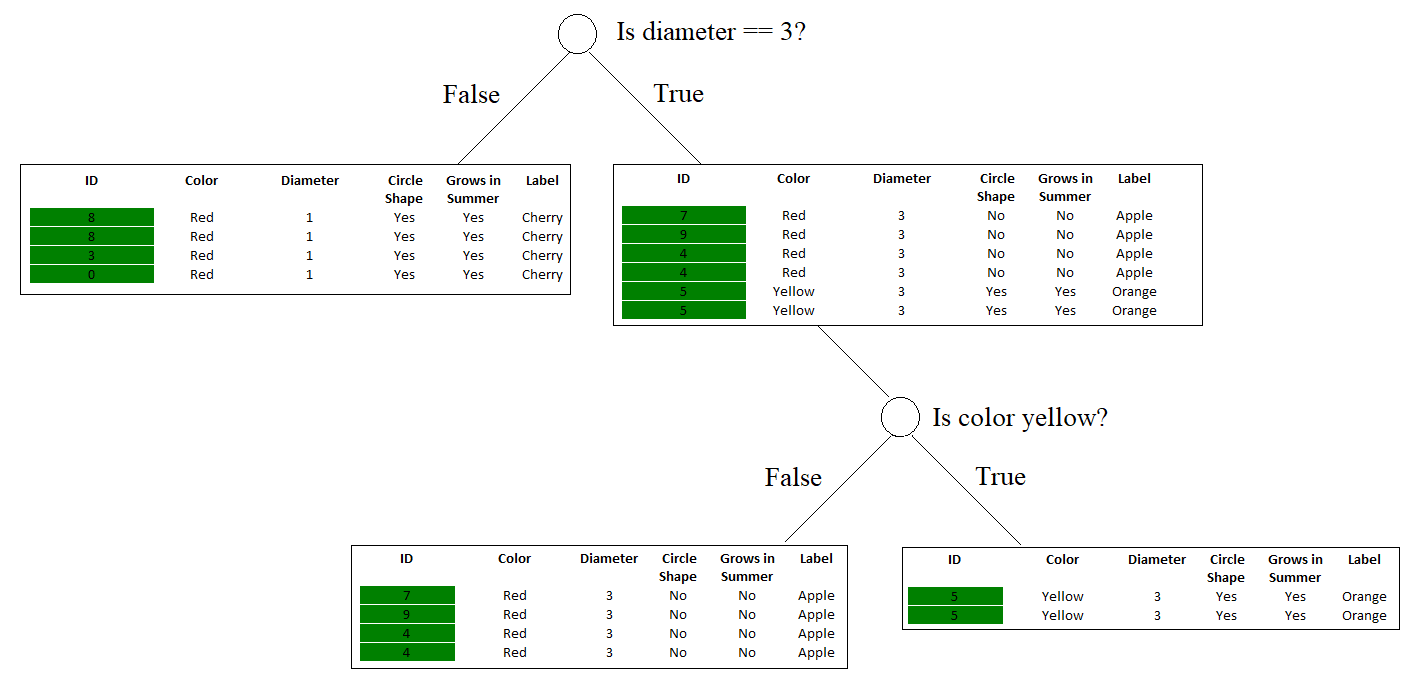 Is diameter == 3?
False
True
ID Color Diameter Circle Shape Grows in Summer Label
8 Red 1 Yes Yes Cherry
8 Red 1 Yes Yes Cherry
3 Red 1 Yes Yes Cherry
0 Red 1 Yes Yes Cherry
ID Color Diameter Circle Shape Grows in Summer Label
7 Red 3 No No Apple
9 Red 3 No No Apple
4 Red 3 No No Apple
4 Red 3 No No Apple
5 Yellow 3 Yes Yes Orange
5 Yellow 3 Yes Yes Orange
Is color yellow?
False
True
ID Color Diameter Circle Shape Grows in Summer Label
7 Red 3 No No Apple
9 Red 3 No No Apple
4 Red 3 No No Apple
4 Red 3 No No Apple
ID Color Diameter Circle Shape Grows in Summer Label
5 Yellow 3 Yes Yes Orange
5 Yellow 3 Yes Yes Orange